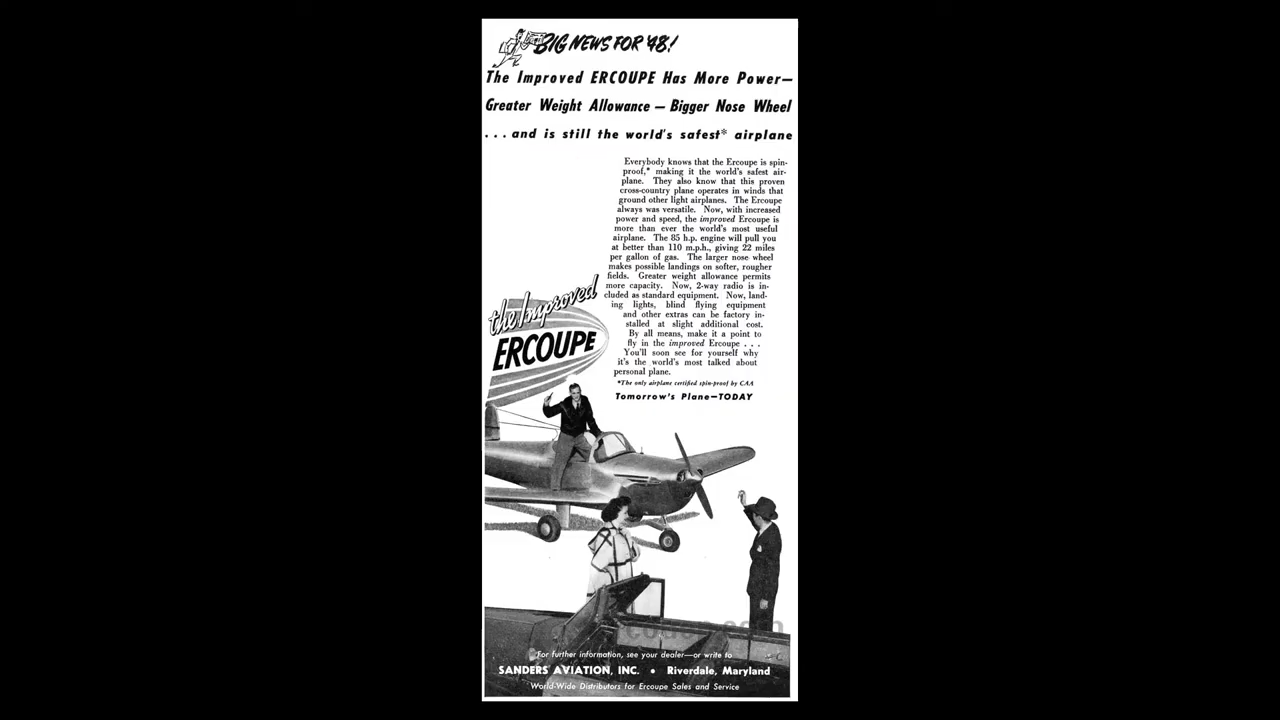 BIG NEWS FOR '48!
The Improved ERCOUPE Has More Power—
Greater Weight Allowance — Bigger Nose Wheel
...and is still the world's safest* airplane
Everybody knows that the Ercoupe is spin-
proof,* making it the world's safest air-
plane. They also know that this proven
cross-country plane operates in winds that
ground other light airplanes. The Ercoupe
always was versatile. Now, with increased
power and speed, the improved Ercoupe is
more than ever the world's most useful
airplane. The 85 h.p. engine will pull you
at better than 110 m.p.h., giving 22 miles
per gallon of gas. The larger nose wheel
makes possible landings on softer, rougher
fields. Greater weight allowance permits
more capacity. Now, 2-way radio is in-
cluded as standard equipment. Now, land-
ing lights, blind flying equipment
and other extras can be factory in-
stalled at slight additional cost.
By all means, make it a point to
fly in the improved Ercoupe . . .
You'll soon see for yourself why
it's the world's most talked about
personal plane.
*The only airplane certified spin-proof by CAA
Tomorrow's Plane—TODAY
the Improved
ERCOUPE
For further information, see your dealer—or write to
SANDERS AVIATION, INC. • Riverdale, Maryland
World-Wide Distributors for Ercoupe Sales and Service